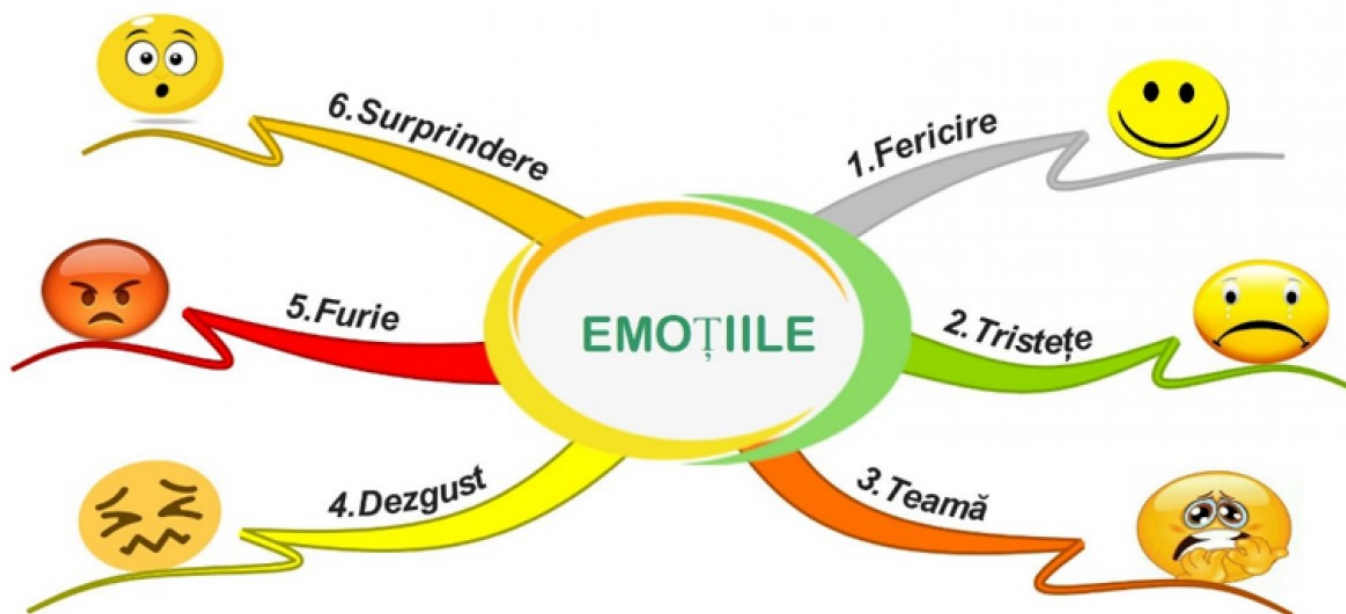 EMOȚIILE
1.Fericire
2.Tristețe
3.Teamă
4.Dezgust
5.Furie
6.Surprindere